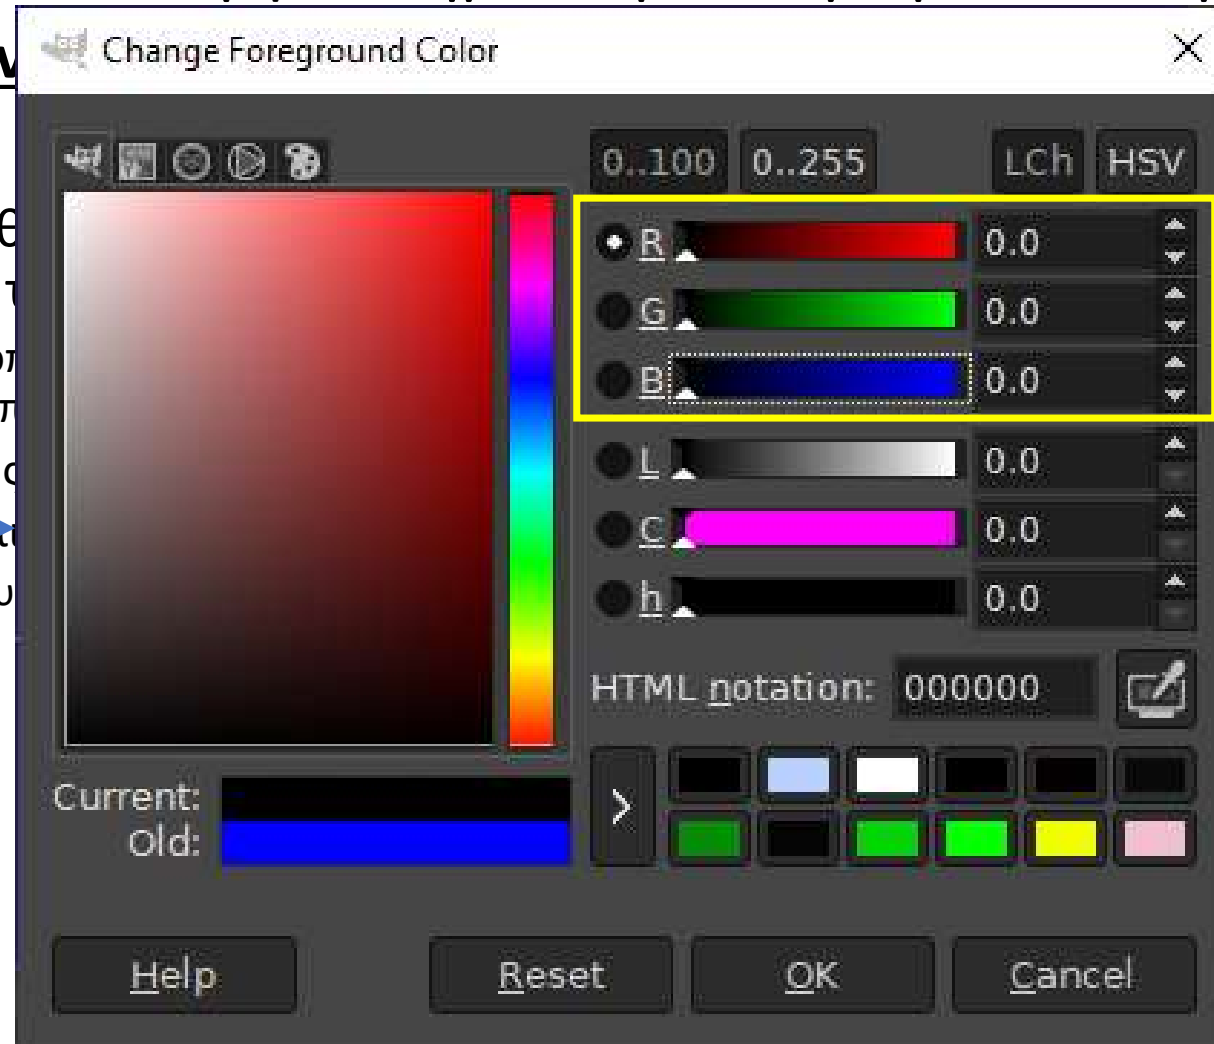 Change Foreground Color
0..100 0..255 LCh HSV
R 0.0
G 0.0
B 0.0
L 0.0
C 0.0
h 0.0
HTML notation: 000000
Current:
Old:
Help Reset OK Cancel